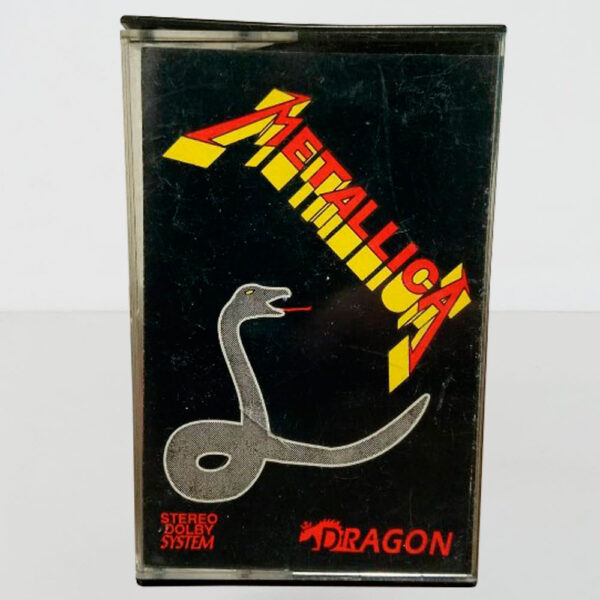 METALLICA
STEREO
DOLBY
SYSTEM
DRAGON